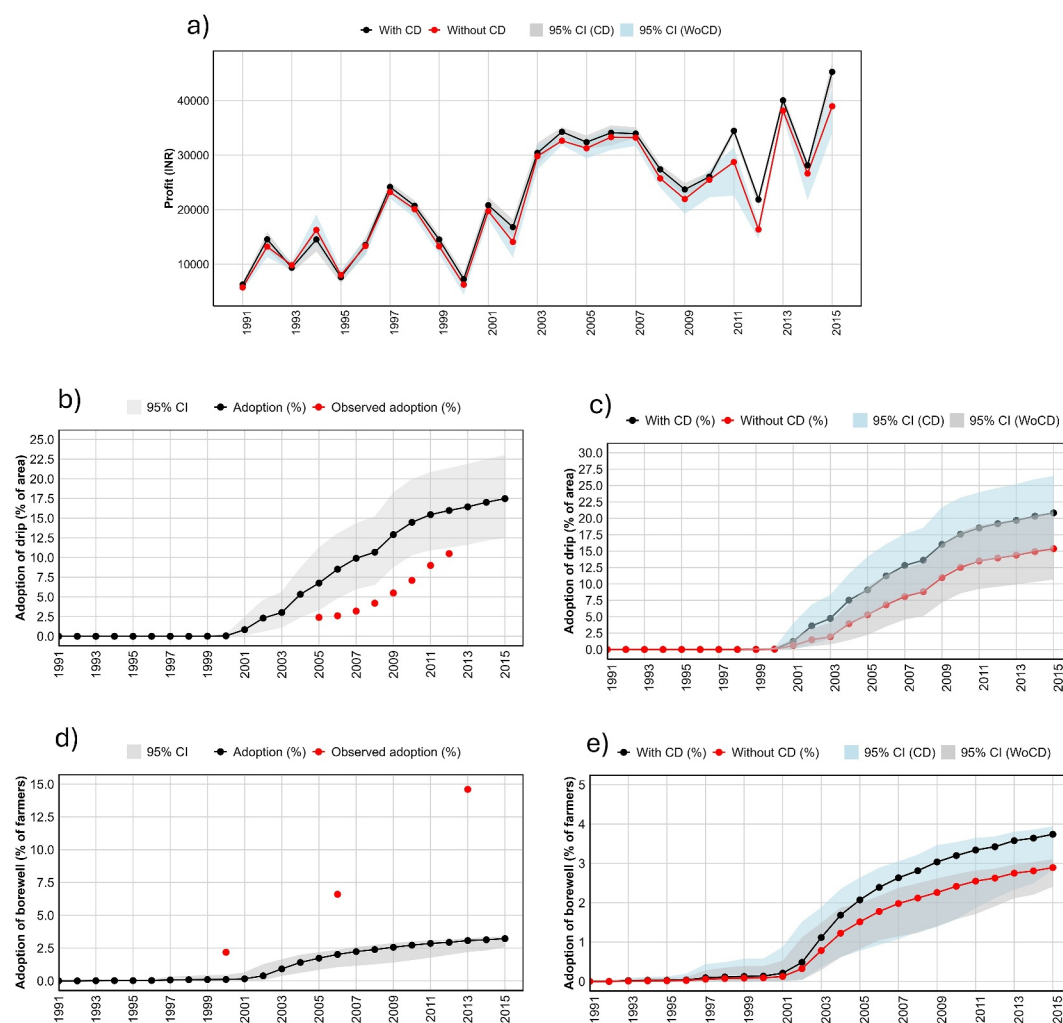 a)
With CD Without CD 95% CI (CD) 95% CI (WoCD)
Profit (INR)
40000
30000
20000
10000
1991 1993 1995 1997 1999 2001 2003 2005 2007 2009 2011 2013 2015
b)
95% CI Adoption (%) Observed adoption (%)
Adoption of drip (% of area)
25.0
22.5
20.0
17.5
15.0
12.5
10.0
7.5
5.0
2.5
0.0
1991 1993 1995 1997 1999 2001 2003 2005 2007 2009 2011 2013 2015
c)
With CD (%) Without CD (%) 95% CI (CD) 95% CI (WoCD)
Adoption of drip (% of area)
30.0
27.5
25.0
22.5
20.0
17.5
15.0
12.5
10.0
7.5
5.0
2.5
0.0
1991 1993 1995 1997 1999 2001 2003 2005 2007 2009 2011 2013 2015
d)
95% CI Adoption (%) Observed adoption (%)
Adoption of borewell (% of farmers)
15.0
12.5
10.0
7.5
5.0
2.5
0.0
1991 1993 1995 1997 1999 2001 2003 2005 2007 2009 2011 2013 2015
e)
With CD (%) Without CD (%) 95% CI (CD) 95% CI (WoCD)
Adoption of borewell (% of farmers)
5
4
3
2
1
0
1991 1993 1995 1997 1999 2001 2003 2005 2007 2009 2011 2013 2015